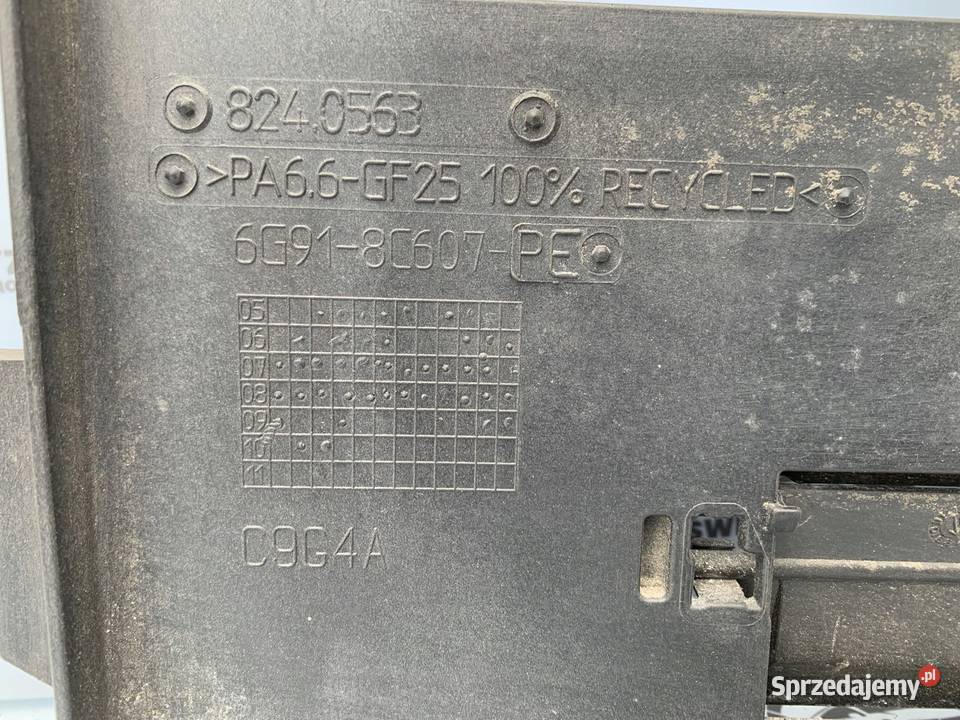 824.0563
>PA6.6-GF25 100% RECYCLED<
6G91-8C607-PE
05
06
07
08
09
10
11
C9G4A
Sprzedajemy.pl